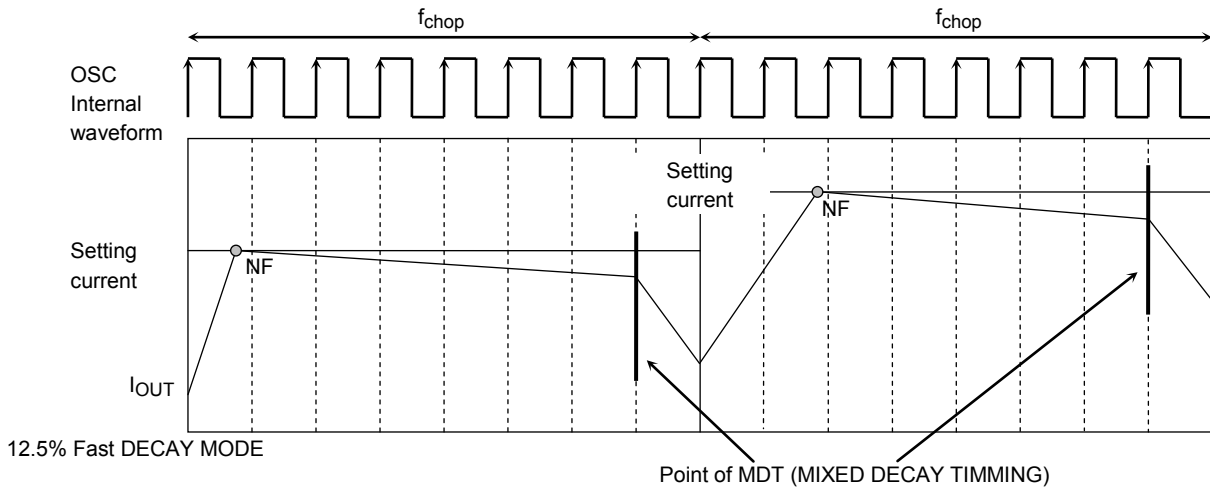 fchop
fchop
OSC
Internal
waveform
Setting
current
NF
Setting
current
NF
IOUT
12.5% Fast DECAY MODE
Point of MDT (MIXED DECAY TIMMING)